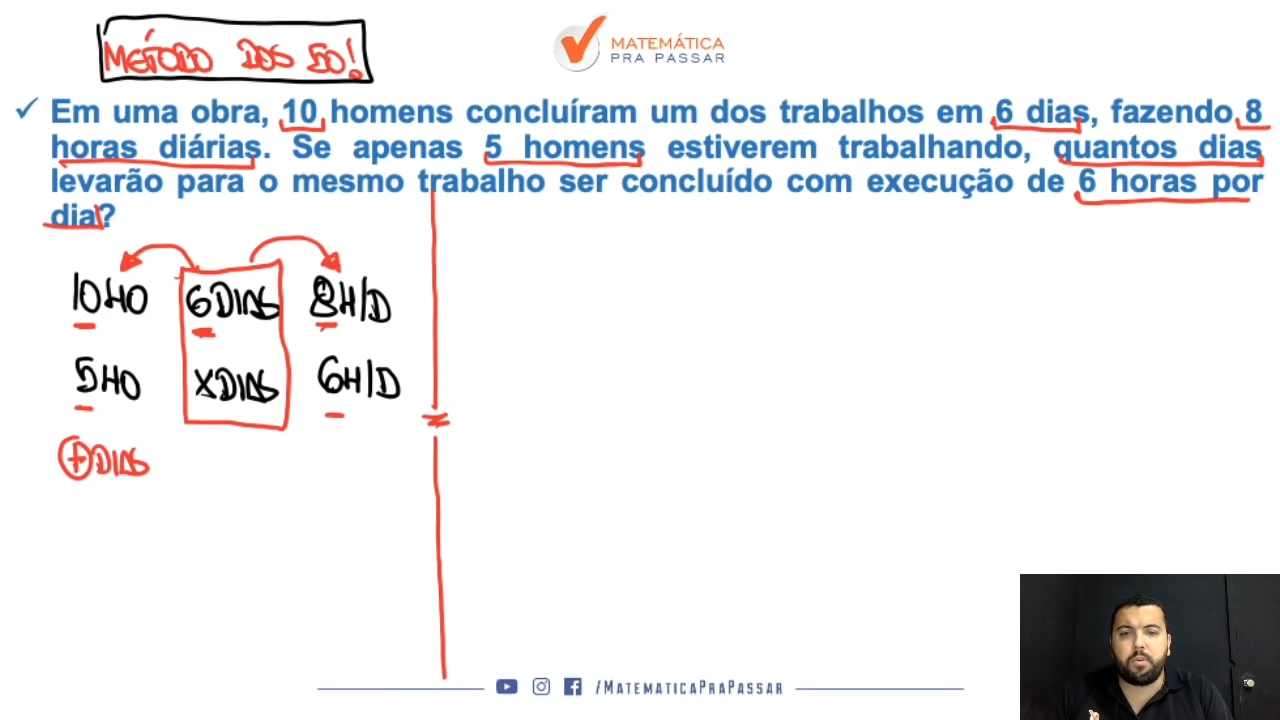 MÉTODO DOS 50!
MATEMÁTICA
PRA PASSAR
✓ Em uma obra, 10 homens concluíram um dos trabalhos em 6 dias, fazendo 8
horas diárias. Se apenas 5 homens estiverem trabalhando, quantos dias
levarão para o mesmo trabalho ser concluído com execução de 6 horas por
dia?
10HO 6DIAS 8H/D
5HO XDIAS 6H/D
+DIAS
/MATEMATICAPRAPASSAR